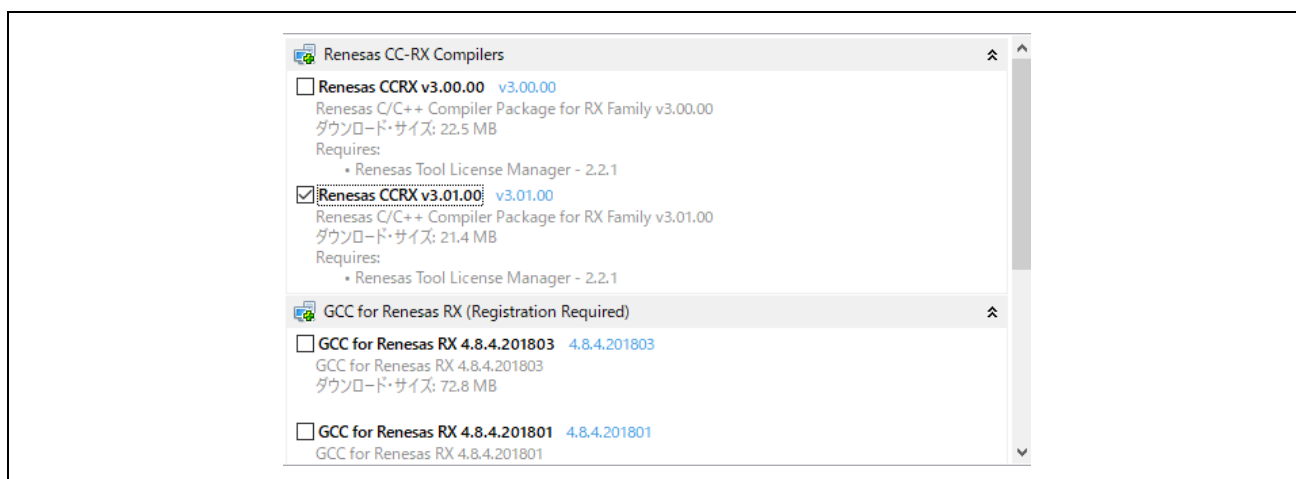 Renesas CC-RX Compilers
Renesas CCRX v3.00.00 v3.00.00
Renesas C/C++ Compiler Package for RX Family v3.00.00
ダウンロード・サイズ: 22.5 MB
Requires:
• Renesas Tool License Manager - 2.2.1
Renesas CCRX v3.01.00 v3.01.00
Renesas C/C++ Compiler Package for RX Family v3.01.00
ダウンロード・サイズ: 21.4 MB
Requires:
• Renesas Tool License Manager - 2.2.1
GCC for Renesas RX (Registration Required)
GCC for Renesas RX 4.8.4.201803 4.8.4.201803
GCC for Renesas RX 4.8.4.201803
ダウンロード・サイズ: 72.8 MB
GCC for Renesas RX 4.8.4.201801 4.8.4.201801
GCC for Renesas RX 4.8.4.201801